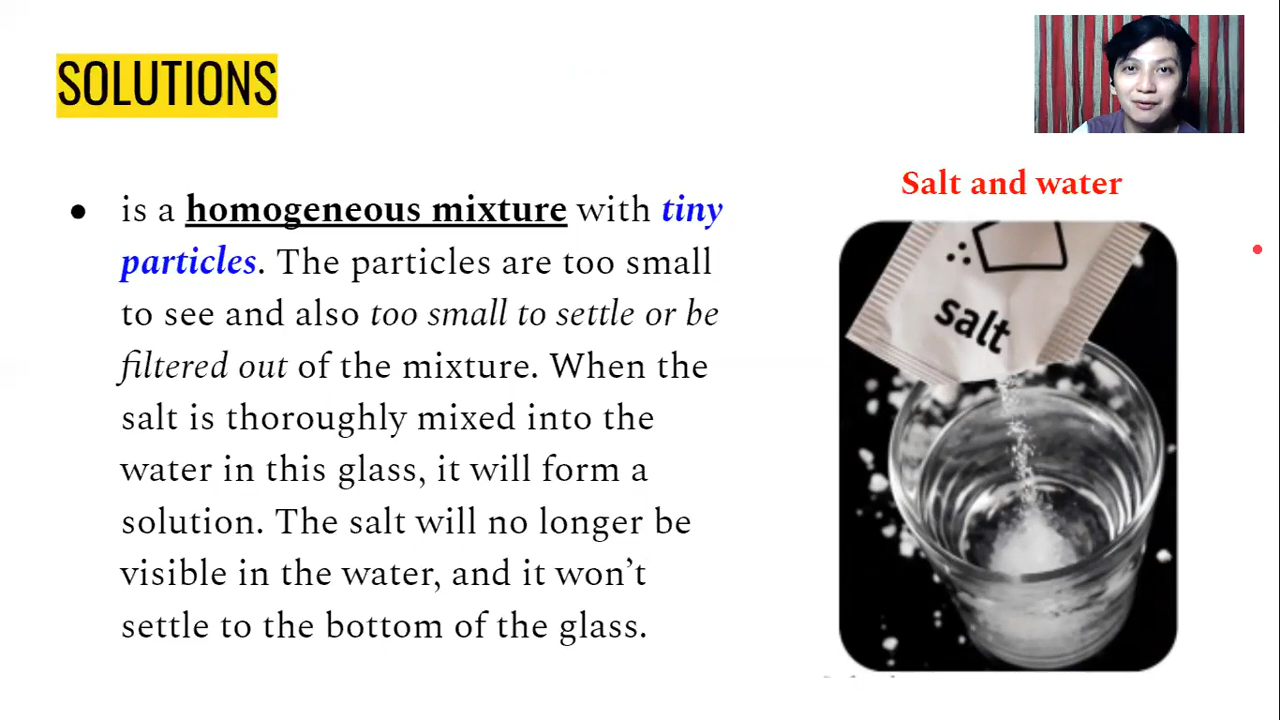 SOLUTIONS
● is a homogeneous mixture with tiny
particles. The particles are too small
to see and also too small to settle or be
filtered out of the mixture. When the
salt is thoroughly mixed into the
water in this glass, it will form a
solution. The salt will no longer be
visible in the water, and it won’t
settle to the bottom of the glass.
Salt and water
salt